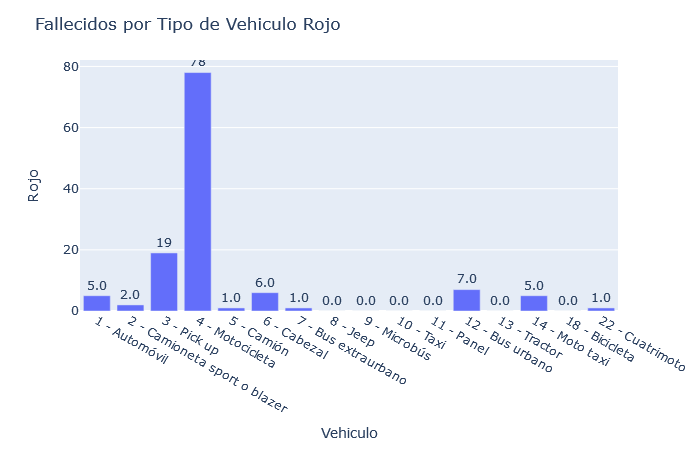 Fallecidos por Tipo de Vehiculo Rojo
Rojo
80
60
40
20
0
5.0
2.0
19
78
1.0
6.0
1.0
0.0
0.0
0.0
0.0
7.0
0.0
5.0
0.0
1.0
1 - Automóvil
2 - Camioneta sport o blazer
3 - Pick up
4 - Motocicleta
5 - Camión
6 - Cabezal
7 - Bus extraurbano
8 - Jeep
9 - Microbús
10 - Taxi
11 - Panel
12 - Bus urbano
13 - Tractor
14 - Moto taxi
18 - Bicicleta
22 - Cuatrimoto
Vehiculo